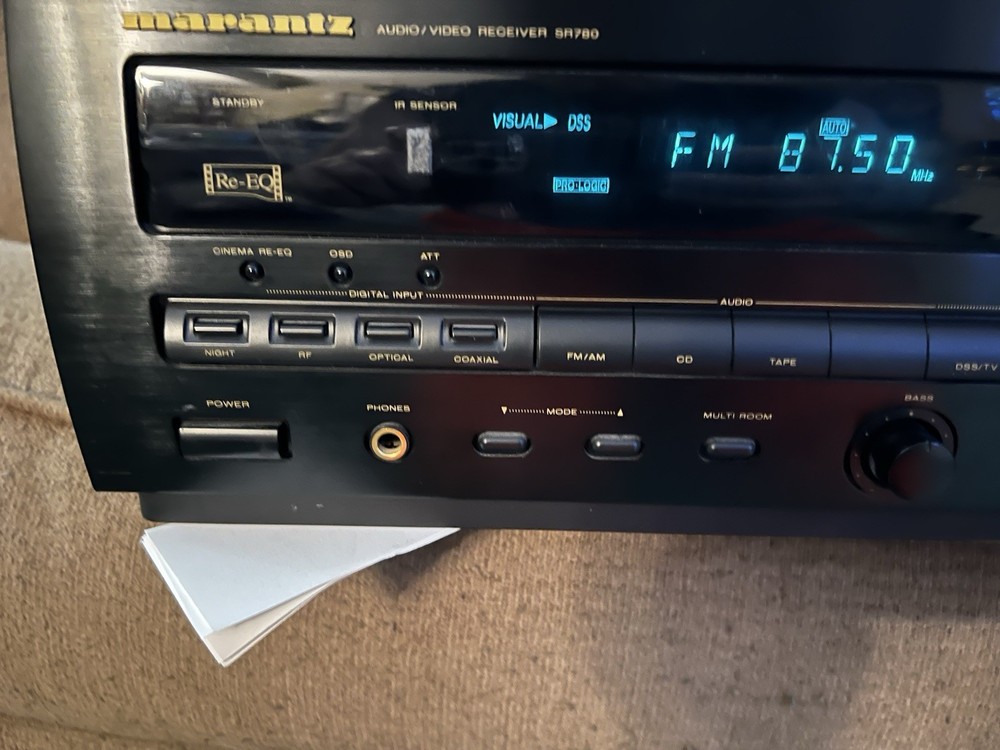 marantz AUDIO/VIDEO RECEIVER SR780
STANDBY IR SENSOR
VISUAL▶ DSS AUTO
FM 87.50 MHz
Re-EQ™ PRO·LOGIC
CINEMA RE-EQ OSD ATT
DIGITAL INPUT AUDIO
NIGHT RF OPTICAL COAXIAL FM/AM CD TAPE DSS/TV
POWER PHONES ▼ MODE ▲ MULTI ROOM BASS